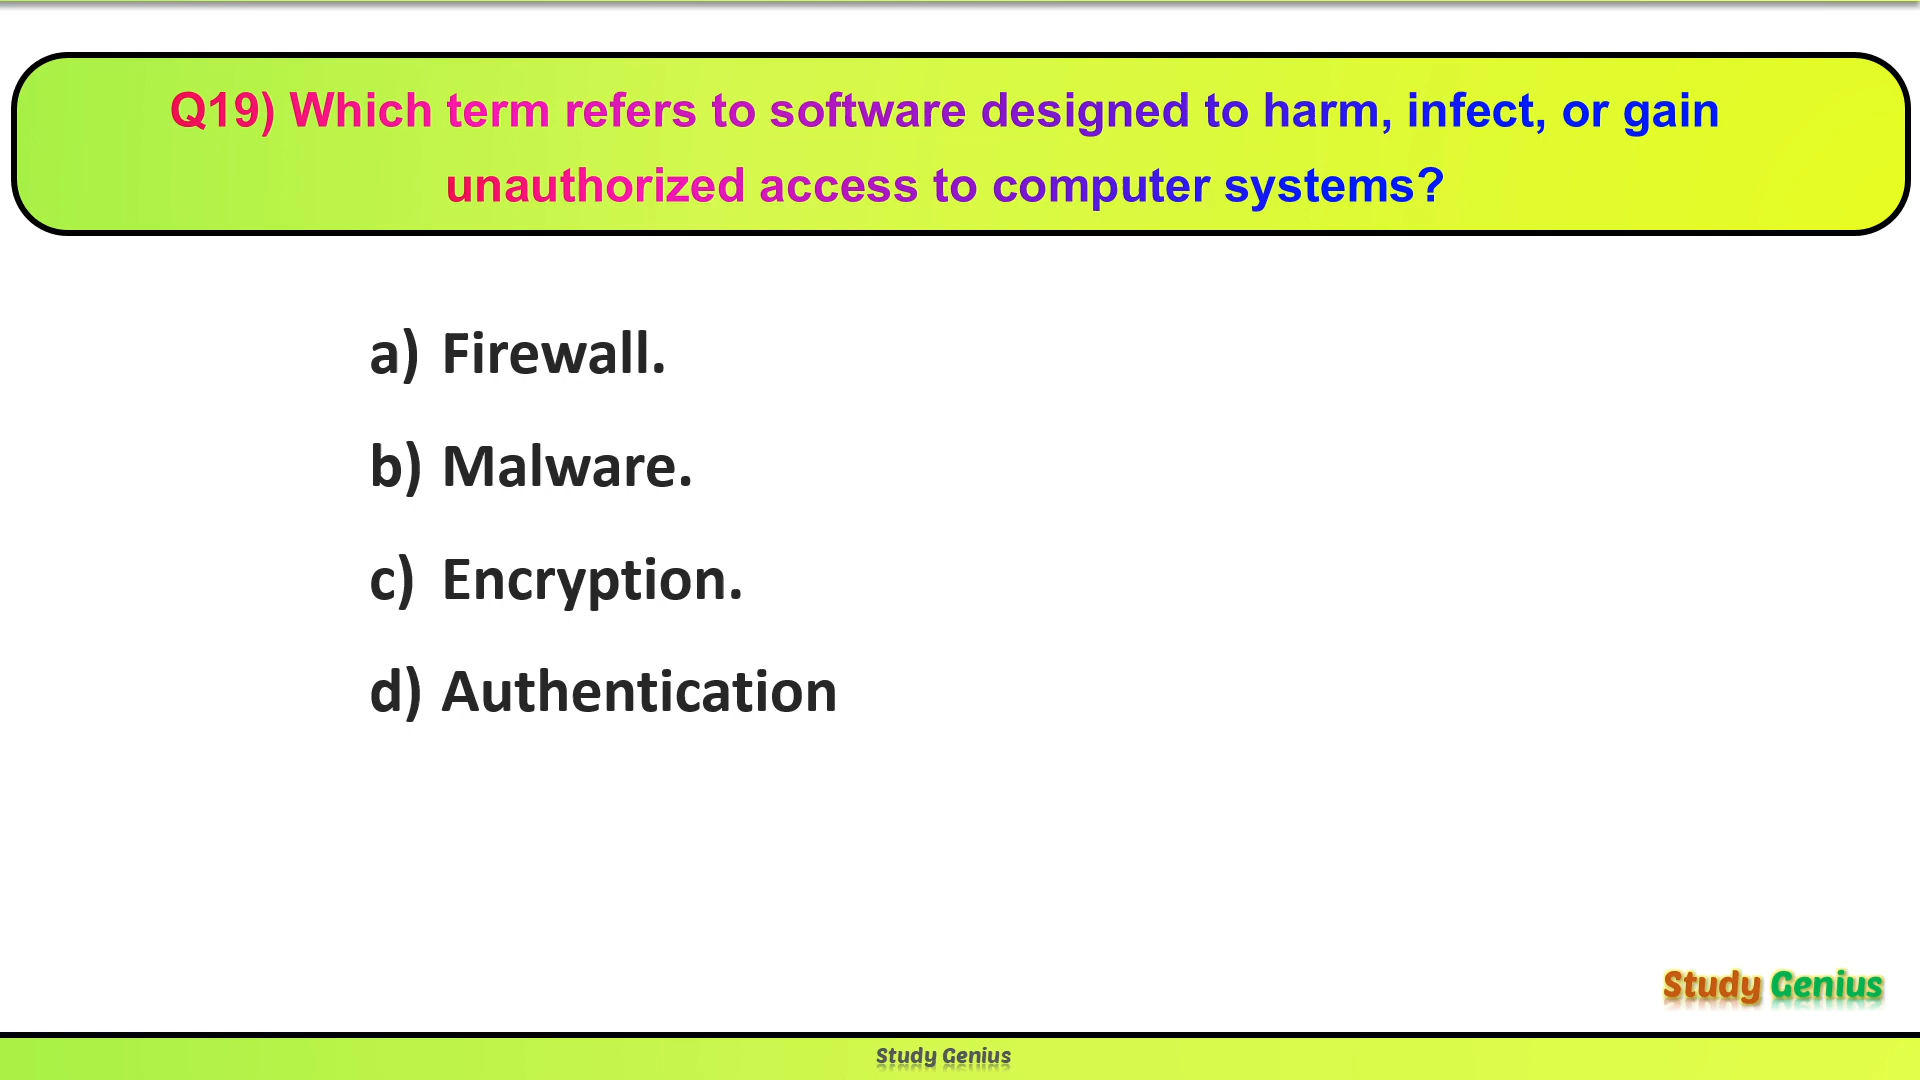 Q19) Which term refers to software designed to harm, infect, or gain
unauthorized access to computer systems?
a) Firewall.
b) Malware.
c) Encryption.
d) Authentication
Study Genius
Study Genius